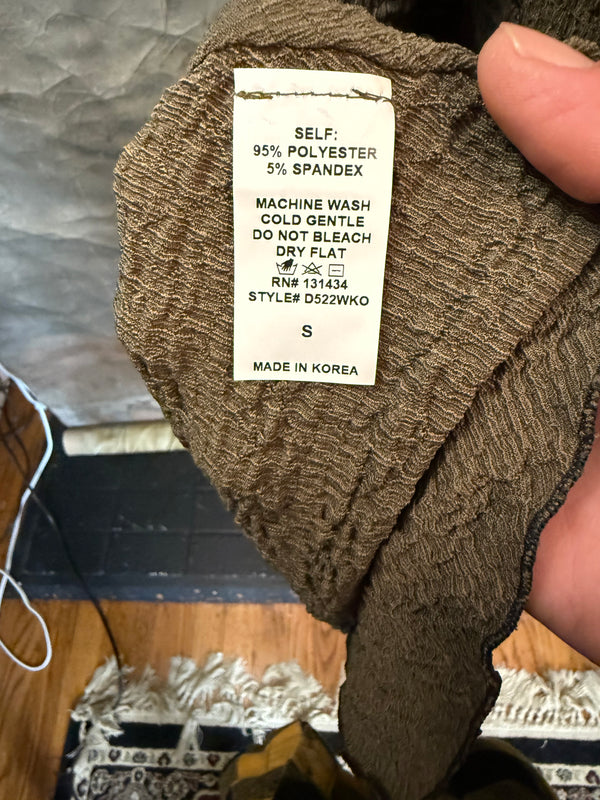 SELF:
95% POLYESTER
5% SPANDEX
MACHINE WASH
COLD GENTLE
DO NOT BLEACH
DRY FLAT
RN# 131434
STYLE# D522WKO
S
MADE IN KOREA